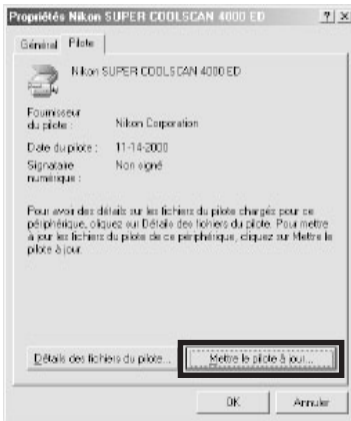 Propriétés Nikon SUPER COOLSCAN 4000 ED
Général Pilote
Nikon SUPER COOLSCAN 4000 ED
Fournisseur
du pilote : Nikon Corporation
Date du pilote : 11-14-2000
Signataire
numérique : Non signé
Pour avoir des détails sur les fichiers du pilote chargés pour ce
périphérique, cliquez sur Détails des fichiers du pilote. Pour mettre
à jour les fichiers du pilote de ce périphérique, cliquez sur Mettre le
pilote à jour.
Détails des fichiers du pilote... Mettre le pilote à jour...
OK Annuler